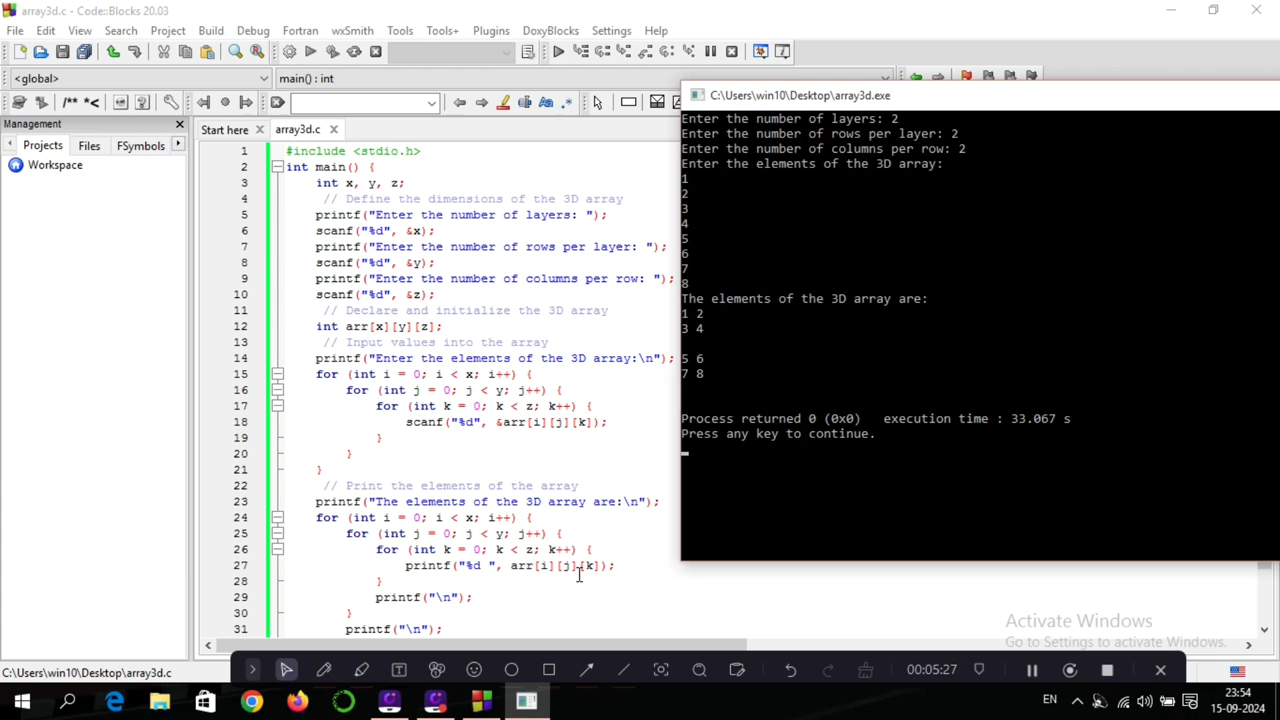 array3d.c - Code::Blocks 20.03
File Edit View Search Project Build Debug Fortran wxSmith Tools Tools+ Plugins DoxyBlocks Settings Help
<global> main() : int
/** *<
Management
Projects Files FSymbols
Workspace
Start here array3d.c
1 #include <stdio.h>
2 int main() {
3 int x, y, z;
4 // Define the dimensions of the 3D array
5 printf("Enter the number of layers: ");
6 scanf("%d", &x);
7 printf("Enter the number of rows per layer: ");
8 scanf("%d", &y);
9 printf("Enter the number of columns per row: ");
10 scanf("%d", &z);
11 // Declare and initialize the 3D array
12 int arr[x][y][z];
13 // Input values into the array
14 printf("Enter the elements of the 3D array:\n");
15 for (int i = 0; i < x; i++) {
16 for (int j = 0; j < y; j++) {
17 for (int k = 0; k < z; k++) {
18 scanf("%d", &arr[i][j][k]);
19 }
20 }
21 }
22 // Print the elements of the 3D array
23 printf("The elements of the 3D array are:\n");
24 for (int i = 0; i < x; i++) {
25 for (int j = 0; j < y; j++) {
26 for (int k = 0; k < z; k++) {
27 printf("%d ", arr[i][j][k]);
28 }
29 printf("\n");
30 }
31 printf("\n");
C:\Users\win10\Desktop\array3d.exe
Enter the number of layers: 2
Enter the number of rows per layer: 2
Enter the number of columns per row: 2
Enter the elements of the 3D array:
1
2
3
4
5
6
7
8
The elements of the 3D array are:
1 2
3 4
5 6
7 8
Process returned 0 (0x0) execution time : 33.067 s
Press any key to continue.
Activate Windows
Go to Settings to activate Windows.
C:\Users\win10\Desktop\array3d.c
00:05:27
EN
23:54
15-09-2024